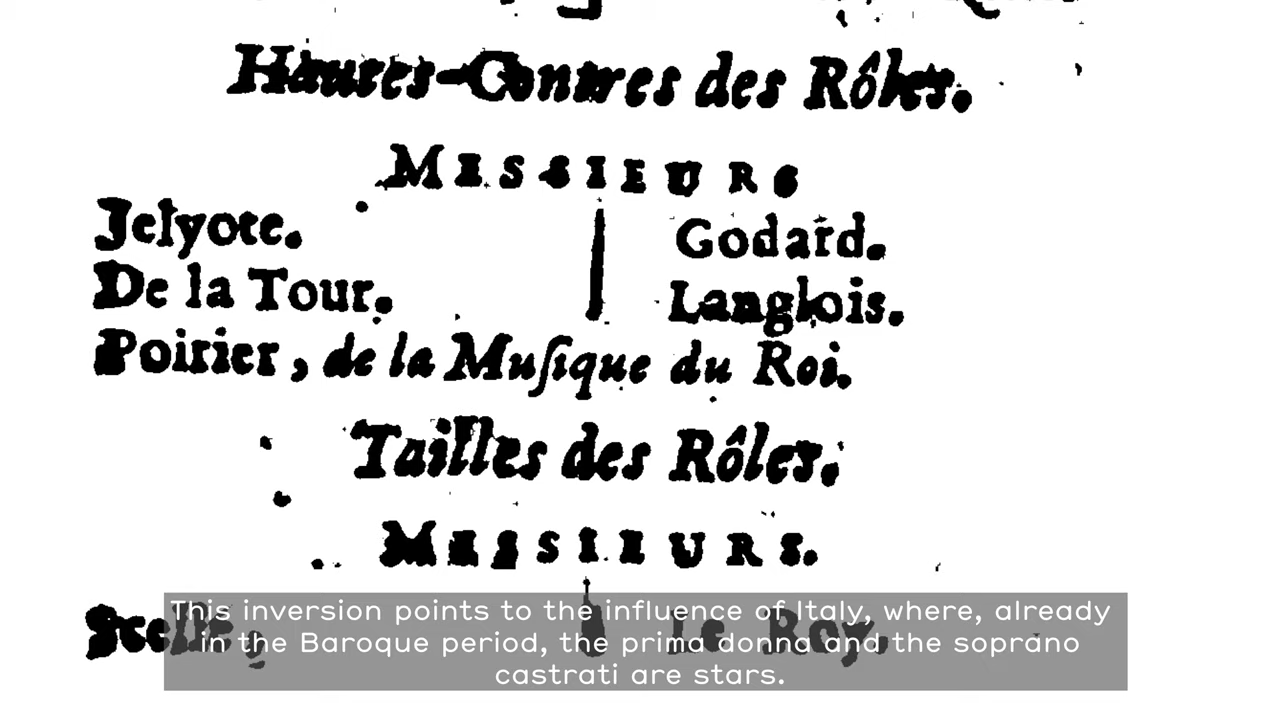 Hautes-Contres des Rôles.
MESSIEURS
Jelyote. Godard.
De la Tour. Langlois.
Poirier, de la Muſique du Roi.
Tailles des Rôles.
MESSIEURS.
Le Roy.
This inversion points to the influence of Italy, where, already
in the Baroque period, the prima donna and the soprano
castrati are stars.